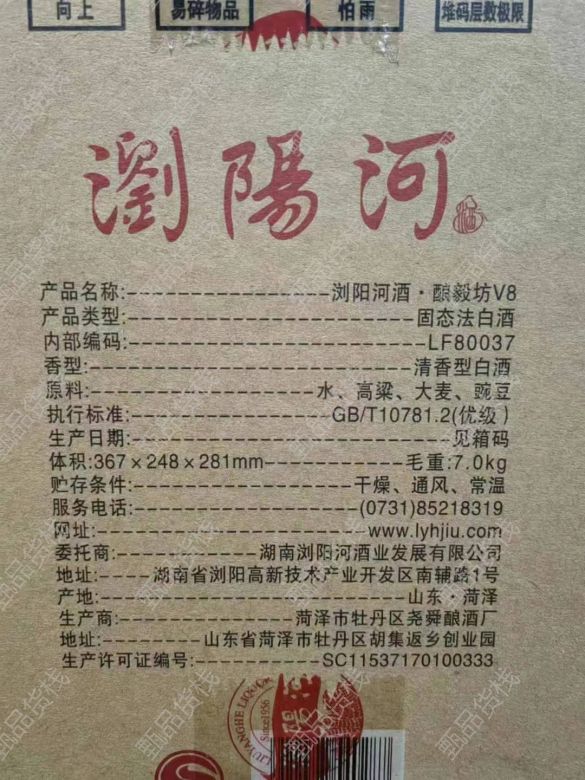 向上
易碎物品
怕雨
堆码层数极限
瀏陽河
酒
产品名称:浏阳河酒·酿毅坊V8
产品类型:固态法白酒
内部编码:LF80037
香型:清香型白酒
原料:水、高粱、大麦、豌豆
执行标准:GB/T10781.2(优级)
生产日期:见箱码
体积:367×248×281mm 毛重:7.0kg
贮存条件:干燥、通风、常温
服务电话:(0731)85218319
网址:www.lyhjiu.com
委托商:湖南浏阳河酒业发展有限公司
地址:湖南省浏阳高新技术产业开发区南辅路1号
产地:山东·菏泽
生产商:菏泽市牡丹区尧舜酿酒厂
地址:山东省菏泽市牡丹区胡集返乡创业园
生产许可证编号:SC11537170100333
LIUYANGHE LIQUOR
Since1956
甄品货栈